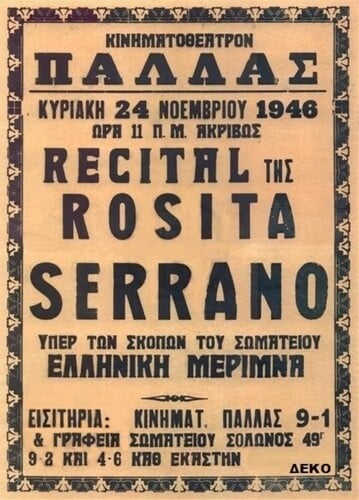 ΚΙΝΗΜΑΤΟΘΕΑΤΡΟΝ
ΠΑΛΛΑΣ
ΚΥΡΙΑΚΗ 24 ΝΟΕΜΒΡΙΟΥ 1946
ΩΡΑ 11 Π.Μ. ΑΚΡΙΒΩΣ
RECITAL ΤΗΣ
ROSITA
SERRANO
ΥΠΕΡ ΤΩΝ ΣΚΟΠΩΝ ΤΟΥ ΣΩΜΑΤΕΙΟΥ
ΕΛΛΗΝΙΚΗ ΜΕΡΙΜΝΑ
ΕΙΣΙΤΗΡΙΑ: ΚΙΝΗΜΑΤ. ΠΑΛΛΑΣ 9-1
& ΓΡΑΦΕΙΑ ΣΩΜΑΤΕΙΟΥ ΣΟΛΩΝΟΣ 49Γ
9-2 ΚΑΙ 4-6 ΚΑΘ ΕΚΑΣΤΗΝ
ΔΕΚΟ